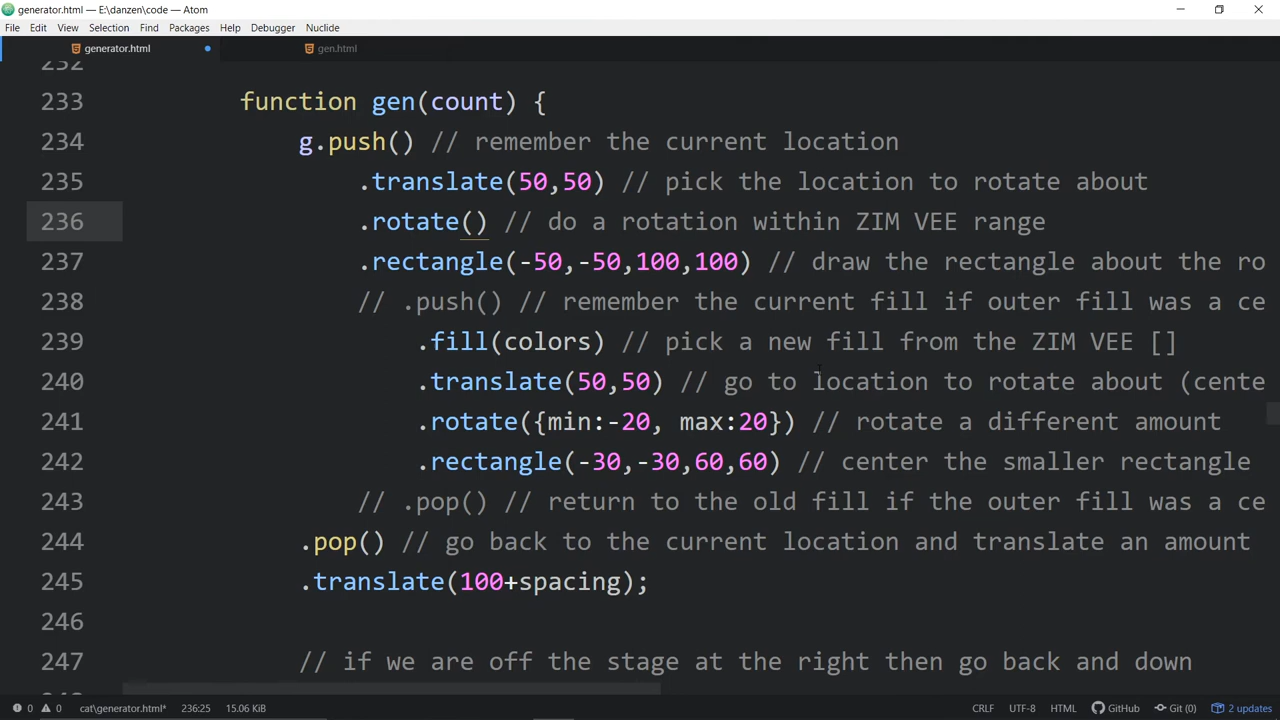 generator.html — E:\danzen\code — Atom
File Edit View Selection Find Packages Help Debugger Nuclide
generator.html gen.html
232
233 function gen(count) {
234 g.push() // remember the current location
235 .translate(50,50) // pick the location to rotate about
236 .rotate() // do a rotation within ZIM VEE range
237 .rectangle(-50,-50,100,100) // draw the rectangle about the ro
238 // .push() // remember the current fill if outer fill was a ce
239 .fill(colors) // pick a new fill from the ZIM VEE []
240 .translate(50,50) // go to location to rotate about (cente
241 .rotate({min:-20, max:20}) // rotate a different amount
242 .rectangle(-30,-30,60,60) // center the smaller rectangle
243 // .pop() // return to the old fill if the outer fill was a ce
244 .pop() // go back to the current location and translate an amount
245 .translate(100+spacing);
246
247 // if we are off the stage at the right then go back and down
0 0 cat\generator.html* 236:25 15.06 KiB CRLF UTF-8 HTML GitHub Git (0) 2 updates